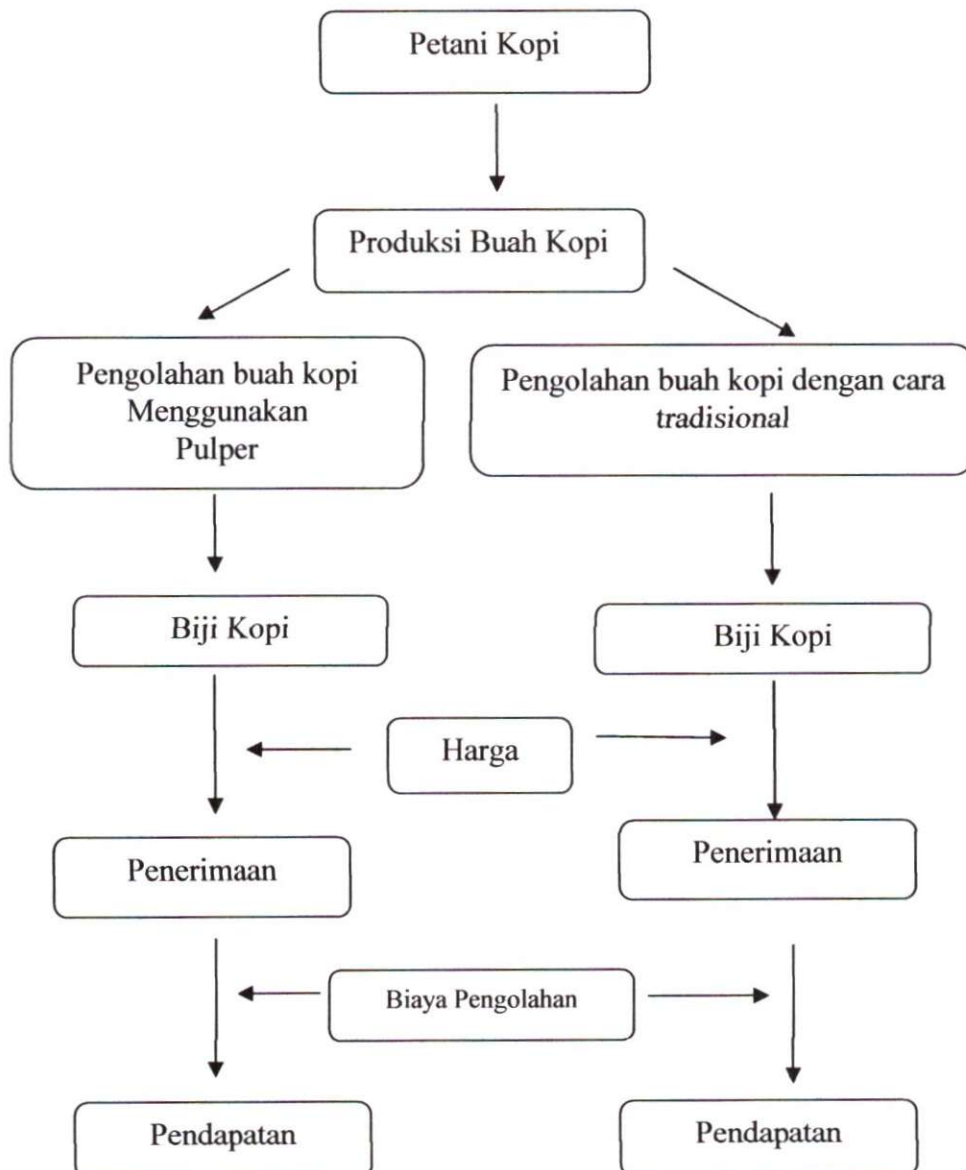 Petani Kopi
Produksi Buah Kopi
Pengolahan buah kopi
Menggunakan
Pulper
Pengolahan buah kopi dengan cara
tradisional
Biji Kopi
Biji Kopi
Harga
Penerimaan
Penerimaan
Biaya Pengolahan
Pendapatan
Pendapatan